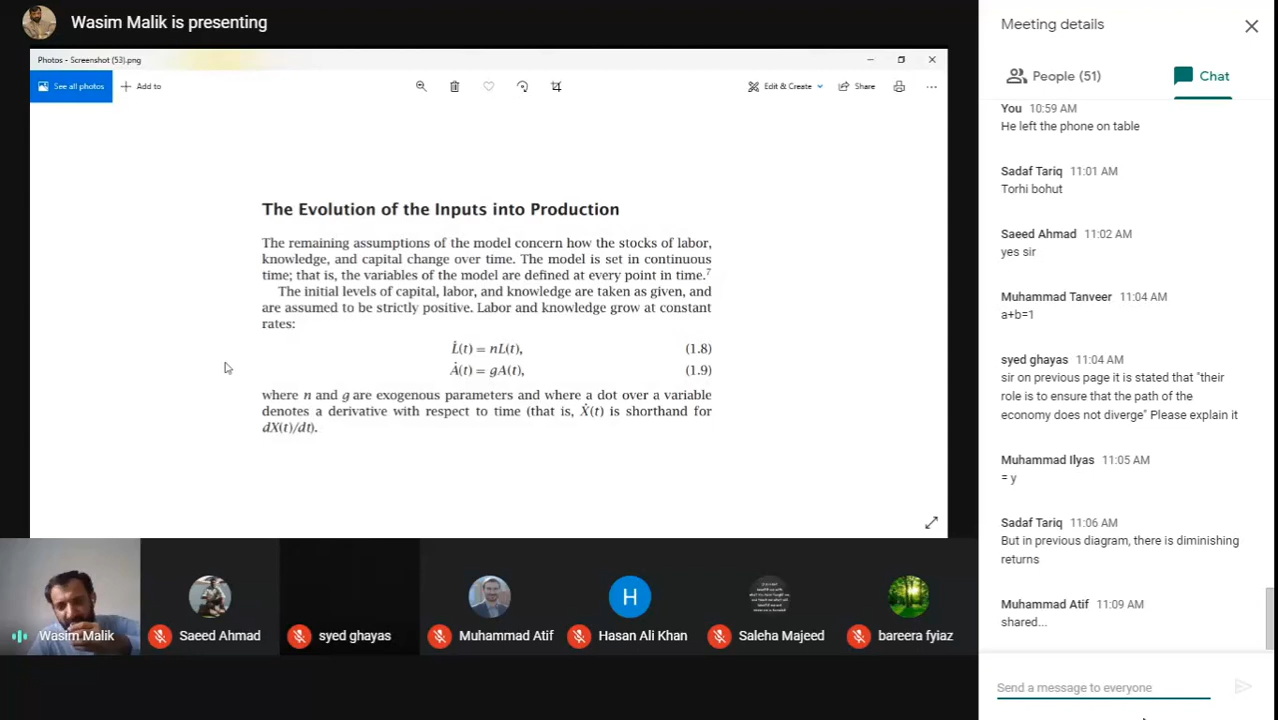 Wasim Malik is presenting
Photos - Screenshot (53).png
See all photos
Add to
Edit & Create
Share
The Evolution of the Inputs into Production
The remaining assumptions of the model concern how the stocks of labor,
knowledge, and capital change over time. The model is set in continuous
time; that is, the variables of the model are defined at every point in time.⁷
The initial levels of capital, labor, and knowledge are taken as given, and
are assumed to be strictly positive. Labor and knowledge grow at constant
rates:
L̇(t) = nL(t), (1.8)
Ȧ(t) = gA(t), (1.9)
where n and g are exogenous parameters and where a dot over a variable
denotes a derivative with respect to time (that is, Ẋ(t) is shorthand for
dX(t)/dt).
Wasim Malik
Saeed Ahmad
syed ghayas
Muhammad Atif
H
Hasan Ali Khan
Saleha Majeed
bareera fyiaz
Meeting details
People (51)
Chat
You 10:59 AM
He left the phone on table
Sadaf Tariq 11:01 AM
Torhi bohut
Saeed Ahmad 11:02 AM
yes sir
Muhammad Tanveer 11:04 AM
a+b=1
syed ghayas 11:04 AM
sir on previous page it is stated that "their
role is to ensure that the path of the
economy does not diverge" Please explain it
Muhammad Ilyas 11:05 AM
= y
Sadaf Tariq 11:06 AM
But in previous diagram, there is diminishing
returns
Muhammad Atif 11:09 AM
shared...
Send a message to everyone